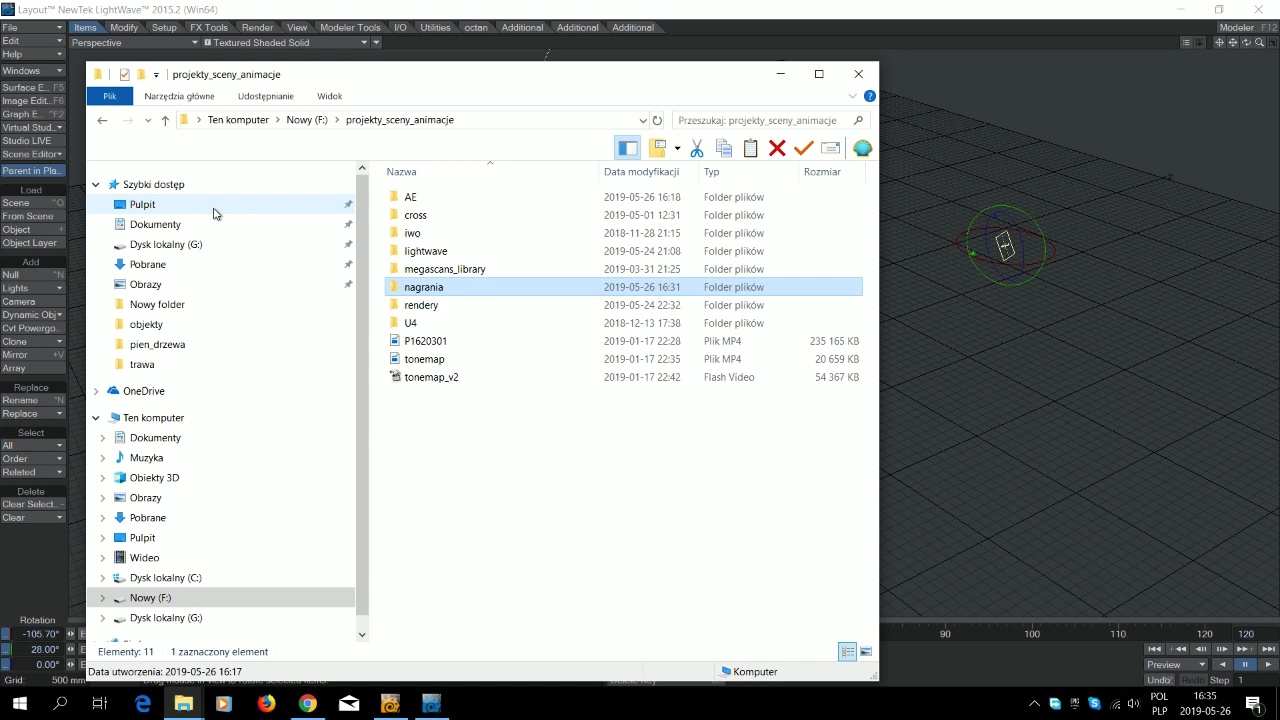 Layout™ NewTek LightWave™ 2015.2 (Win64)
File
Items Modify Setup FX Tools Render View Modeler Tools I/O Utilities octan Additional Additional Additional
Modeler F12
Edit
Perspective
Textured Shaded Solid
Help
Windows
Surface E... F5
Image Edit...F6
Graph E... ^F2
Virtual Stud...
Studio LIVE
Scene Editor
Parent in Pla...
Load
Scene ^O
From Scene
Object +
Object Layer
Add
Null ^N
Lights
Camera
Dynamic Obj
Cvt Powergo...
Clone
Mirror +V
Array
Replace
Rename ^N
Replace
Select
All
Order
Related
Delete
Clear Select... -
Clear
projekty_sceny_animacje
Plik Narzędzia główne Udostępnianie Widok
Ten komputer Nowy (F:) projekty_sceny_animacje
Przeszukaj: projekty_sceny_animacje
Nazwa Data modyfikacji Typ Rozmiar
Szybki dostęp
Pulpit
Dokumenty
Dysk lokalny (G:)
Pobrane
Obrazy
Nowy folder
objekty
pien_drzewa
trawa
OneDrive
Ten komputer
Dokumenty
Muzyka
Obiekty 3D
Obrazy
Pobrane
Pulpit
Wideo
Dysk lokalny (C:)
Nowy (F:)
Dysk lokalny (G:)
AE 2019-05-26 16:18 Folder plików
cross 2019-05-01 12:31 Folder plików
iwo 2018-11-28 21:15 Folder plików
lightwave 2019-05-24 21:08 Folder plików
megascans_library 2019-03-31 21:25 Folder plików
nagrania 2019-05-26 16:31 Folder plików
rendery 2019-05-24 22:32 Folder plików
U4 2018-12-13 17:38 Folder plików
P1620301 2019-01-17 22:28 Plik MP4 235 165 KB
tonemap 2019-01-17 22:35 Plik MP4 20 659 KB
tonemap_v2 2019-01-17 22:42 Flash Video 54 367 KB
Elementy: 11 1 zaznaczony element
Data utworzenia: 2019-05-26 16:17
Komputer
Rotation
-105.70° E
28.00° E
0.00° E
Grid: 500 mm
90 100 110 120 120
Preview
Undo Redo Step 1
POL
PLP
16:35
2019-05-26
1